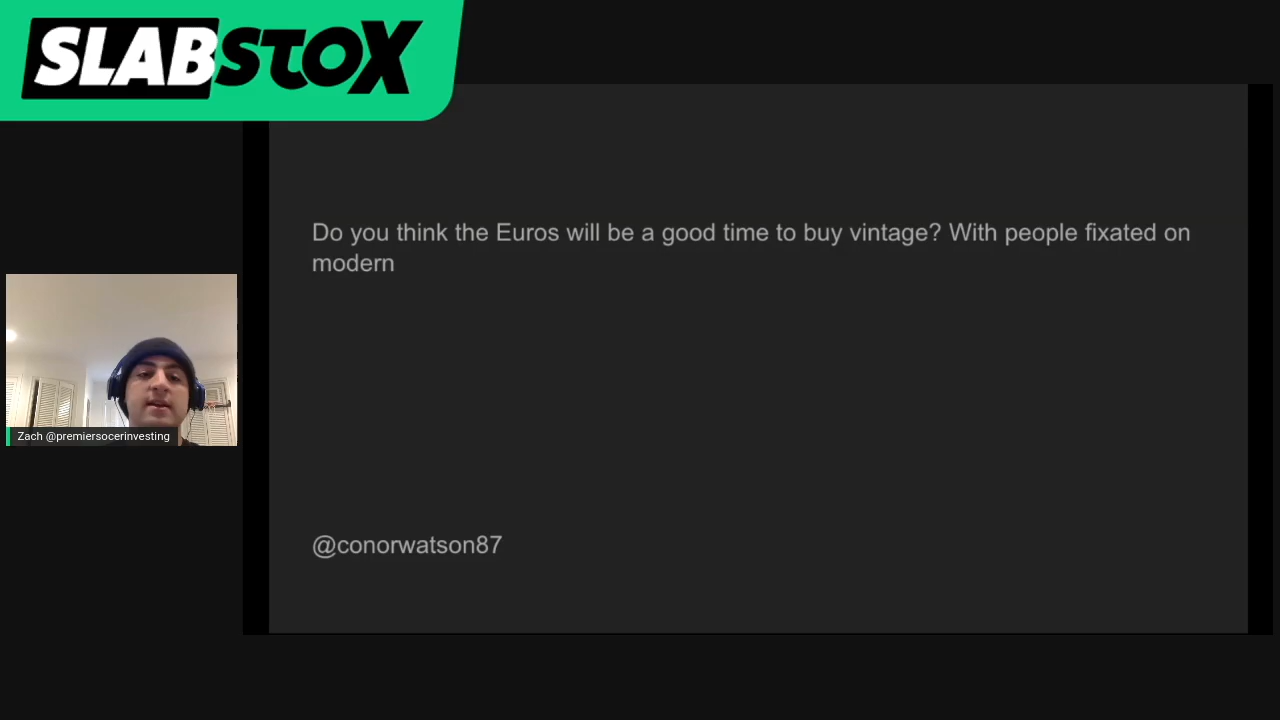 SLABSTOX
Do you think the Euros will be a good time to buy vintage? With people fixated on
modern
Zach @premiersocerinvesting
@conorwatson87